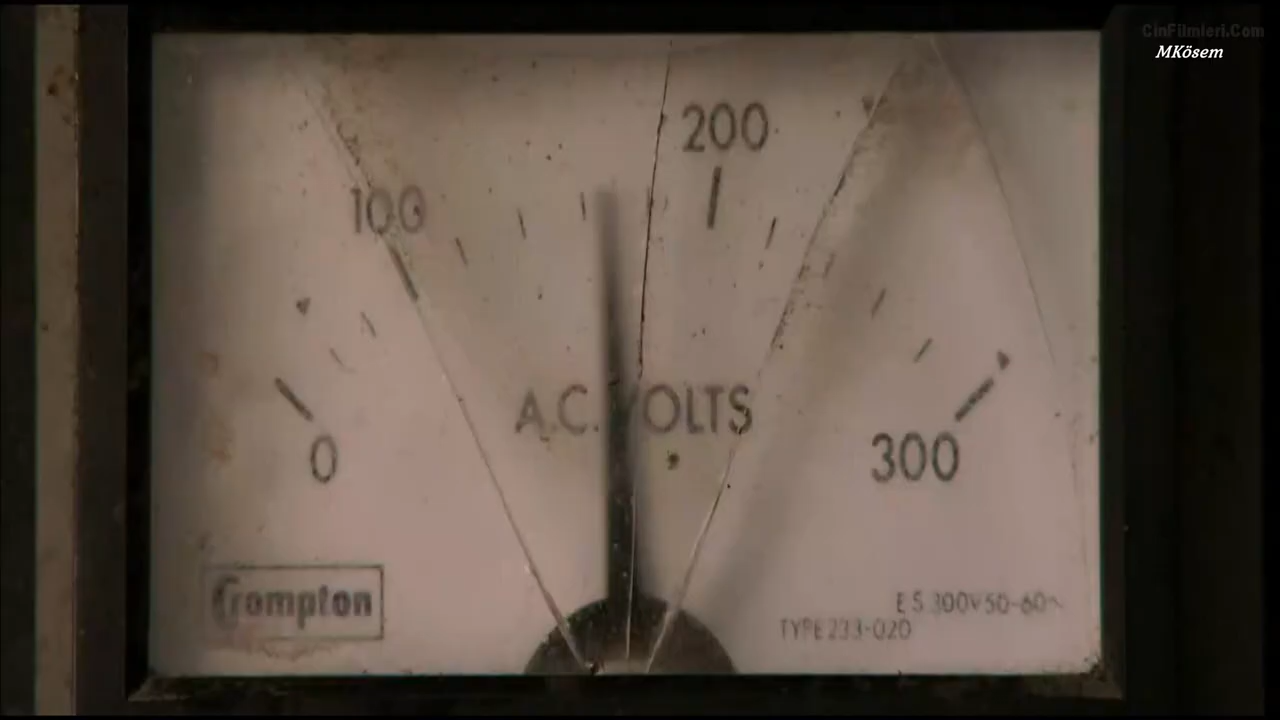 CinFilmleri.Com
MKösem
200
100
A.C. VOLTS
0
300
Crompton
E.S. 300V 50-60~
TYPE 233-020